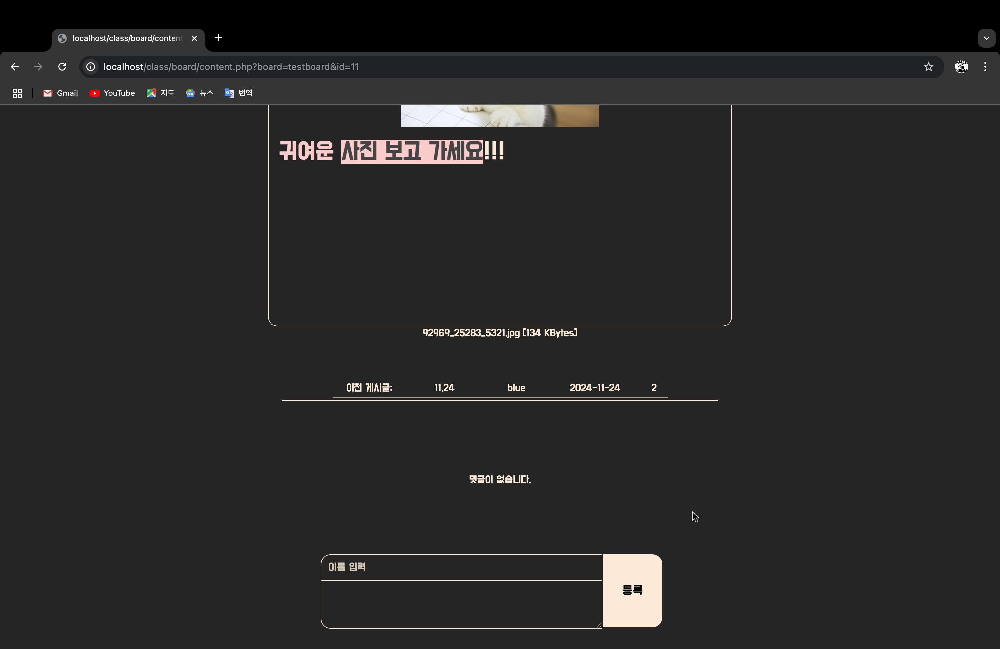 localhost/class/board/content
localhost/class/board/content.php?board=testboard&id=11
Gmail YouTube 지도 뉴스 번역
귀여운 사진 보고 가세요!!!
92969_25283_5321.jpg [134 KBytes]
이전 게시글: 11.24 blue 2024-11-24 2
댓글이 없습니다.
이름 입력
등록